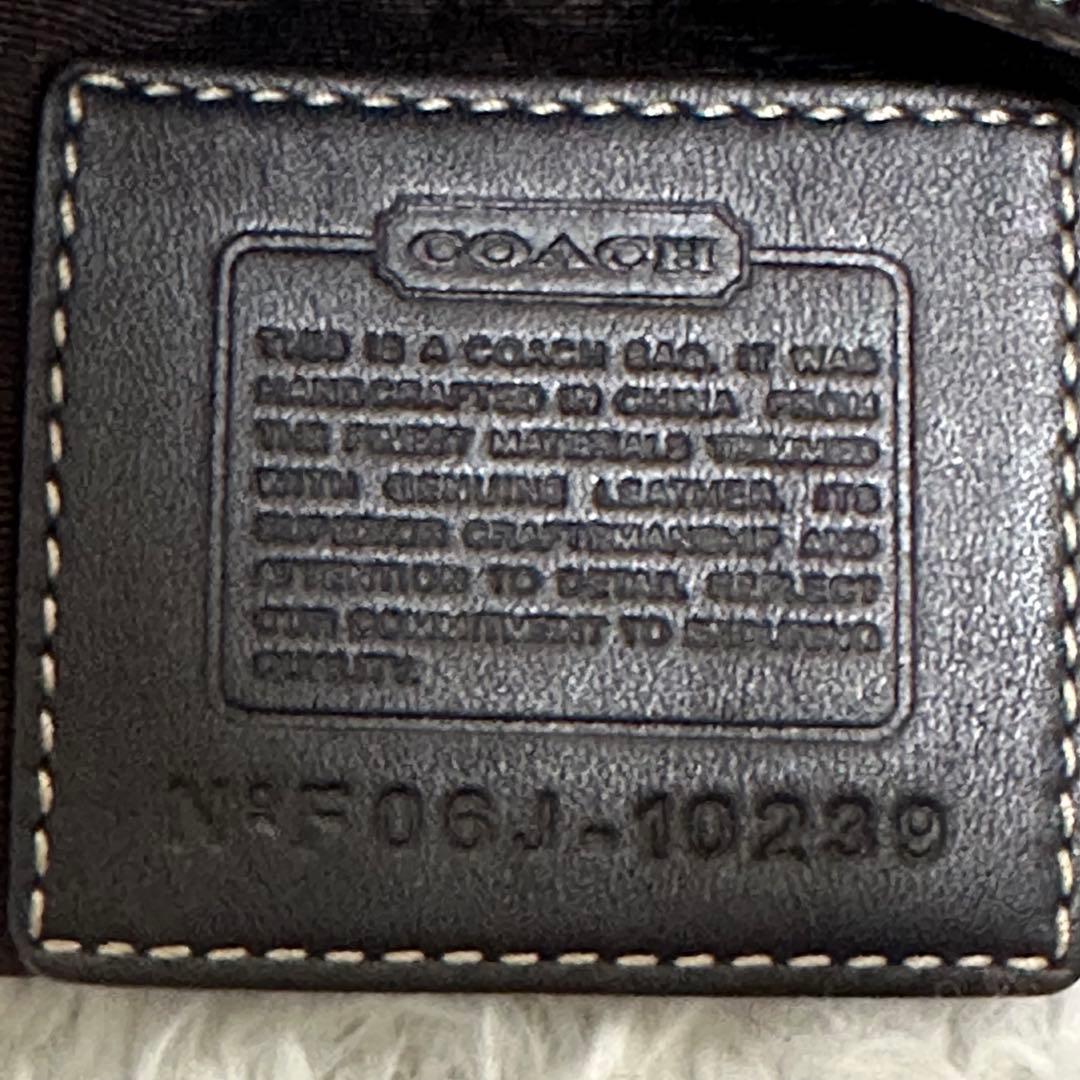 COACH
THIS IS A COACH BAG. IT WAS
HANDCRAFTED IN CHINA FROM
THE FINEST MATERIALS TRIMMED
WITH GENUINE LEATHER. ITS
SUPERIOR CRAFTSMANSHIP AND
ATTENTION TO DETAIL REFLECT
OUR COMMITMENT TO ENDURING
QUALITY.
Nº F06J-10239